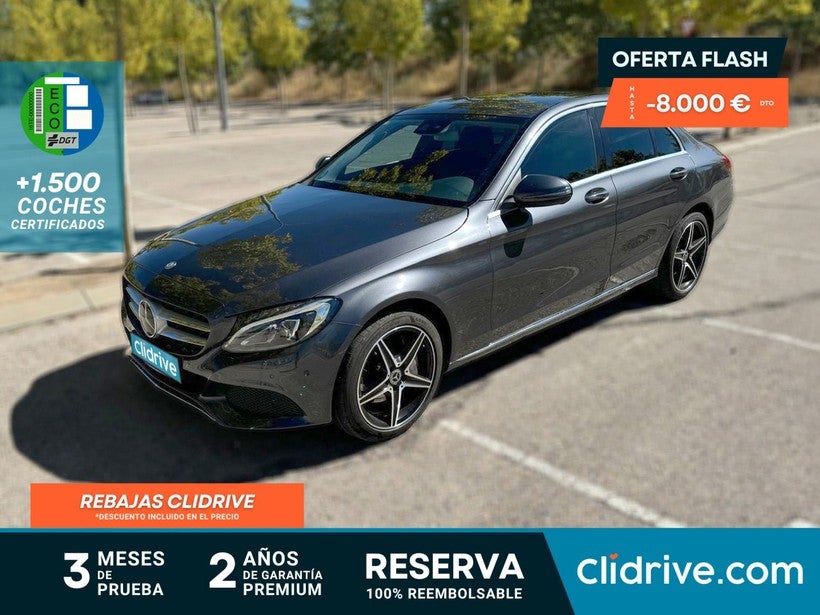 OFERTA FLASH
HASTA
-8.000 € DTO
ECO
DGT
+1.500
COCHES
CERTIFICADOS
clidrive
REBAJAS CLIDRIVE
*DESCUENTO INCLUIDO EN EL PRECIO
3 MESES
DE
PRUEBA
2 AÑOS
DE GARANTÍA
PREMIUM
RESERVA
100% REEMBOLSABLE
Clidrive.com